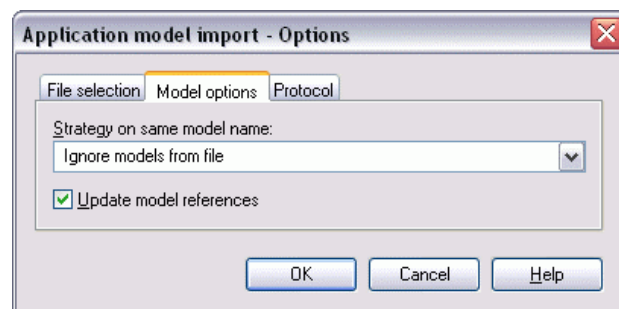 Application model import - Options
File selection Model options Protocol
Strategy on same model name:
Ignore models from file
Update model references
OK Cancel Help